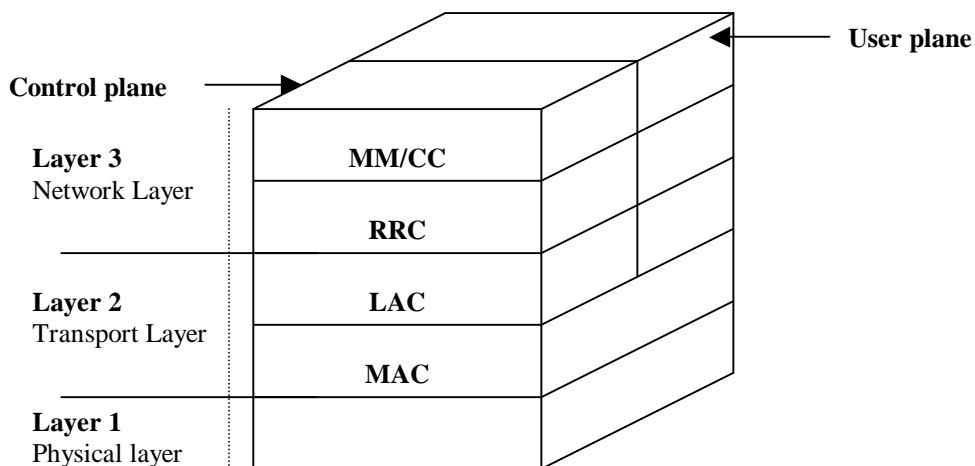 User plane
Control plane
Layer 3
Network Layer
MM/CC
RRC
Layer 2
Transport Layer
LAC
MAC
Layer 1
Physical layer